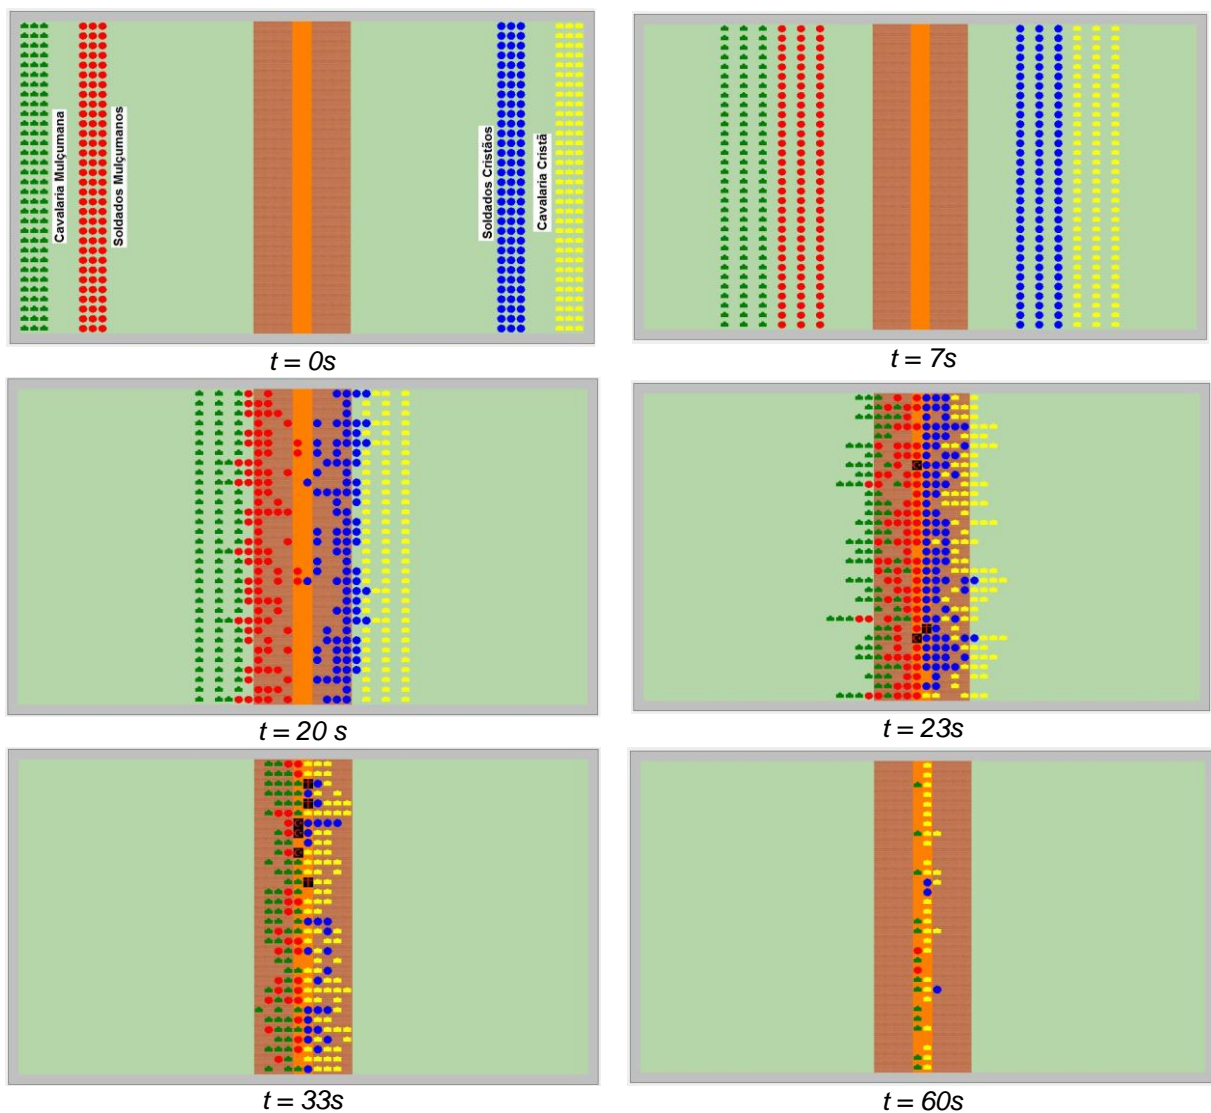 Cavalaria Mulçumana
Soldados Mulçumanos
Soldados Cristãos
Cavalaria Cristã
t = 0s
t = 7s
t = 20 s
t = 23s
t = 33s
t = 60s